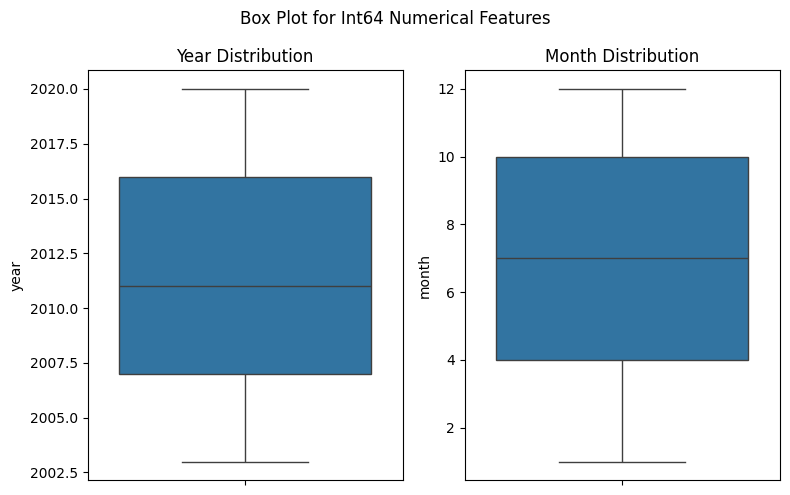 Box Plot for Int64 Numerical Features
Year Distribution
Month Distribution
2020.0
2017.5
2015.0
2012.5
2010.0
2007.5
2005.0
2002.5
year
12
10
8
6
4
2
month